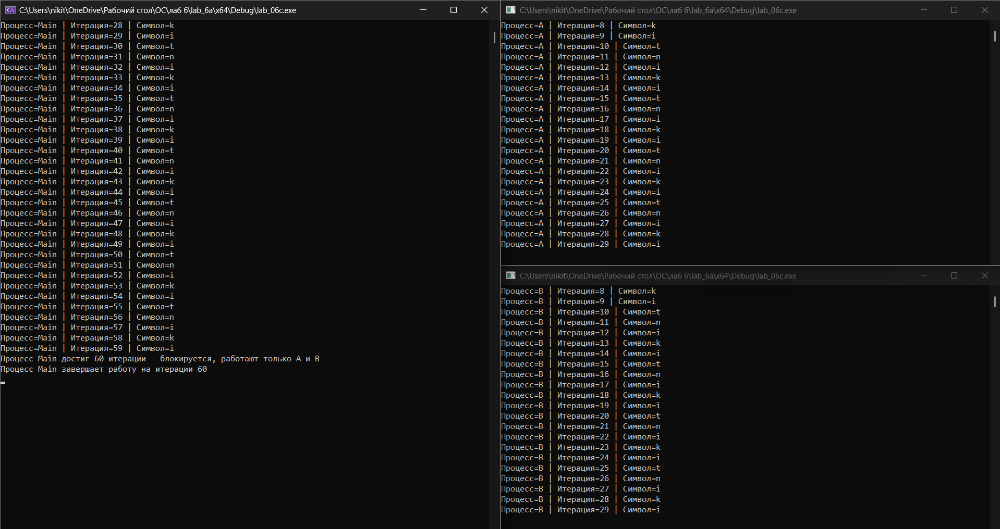 C:\Users\nikit\OneDrive\Рабочий стол\ОС\лаб 6\lab_6a\x64\Debug\lab_06c.exe
Процесс=Main | Итерация=28 | Символ=k
Процесс=Main | Итерация=29 | Символ=i
Процесс=Main | Итерация=30 | Символ=t
Процесс=Main | Итерация=31 | Символ=n
Процесс=Main | Итерация=32 | Символ=i
Процесс=Main | Итерация=33 | Символ=k
Процесс=Main | Итерация=34 | Символ=i
Процесс=Main | Итерация=35 | Символ=t
Процесс=Main | Итерация=36 | Символ=n
Процесс=Main | Итерация=37 | Символ=i
Процесс=Main | Итерация=38 | Символ=k
Процесс=Main | Итерация=39 | Символ=i
Процесс=Main | Итерация=40 | Символ=t
Процесс=Main | Итерация=41 | Символ=n
Процесс=Main | Итерация=42 | Символ=i
Процесс=Main | Итерация=43 | Символ=k
Процесс=Main | Итерация=44 | Символ=i
Процесс=Main | Итерация=45 | Символ=t
Процесс=Main | Итерация=46 | Символ=n
Процесс=Main | Итерация=47 | Символ=i
Процесс=Main | Итерация=48 | Символ=k
Процесс=Main | Итерация=49 | Символ=i
Процесс=Main | Итерация=50 | Символ=t
Процесс=Main | Итерация=51 | Символ=n
Процесс=Main | Итерация=52 | Символ=i
Процесс=Main | Итерация=53 | Символ=k
Процесс=Main | Итерация=54 | Символ=i
Процесс=Main | Итерация=55 | Символ=t
Процесс=Main | Итерация=56 | Символ=n
Процесс=Main | Итерация=57 | Символ=i
Процесс=Main | Итерация=58 | Символ=k
Процесс=Main | Итерация=59 | Символ=i
Процесс Main достиг 60 итерации - блокируется, работают только A и B
Процесс Main завершает работу на итерации 60
C:\Users\nikit\OneDrive\Рабочий стол\ОС\лаб 6\lab_6a\x64\Debug\lab_06c.exe
Процесс=A | Итерация=8 | Символ=k
Процесс=A | Итерация=9 | Символ=i
Процесс=A | Итерация=10 | Символ=t
Процесс=A | Итерация=11 | Символ=n
Процесс=A | Итерация=12 | Символ=i
Процесс=A | Итерация=13 | Символ=k
Процесс=A | Итерация=14 | Символ=i
Процесс=A | Итерация=15 | Символ=t
Процесс=A | Итерация=16 | Символ=n
Процесс=A | Итерация=17 | Символ=i
Процесс=A | Итерация=18 | Символ=k
Процесс=A | Итерация=19 | Символ=i
Процесс=A | Итерация=20 | Символ=t
Процесс=A | Итерация=21 | Символ=n
Процесс=A | Итерация=22 | Символ=i
Процесс=A | Итерация=23 | Символ=k
Процесс=A | Итерация=24 | Символ=i
Процесс=A | Итерация=25 | Символ=t
Процесс=A | Итерация=26 | Символ=n
Процесс=A | Итерация=27 | Символ=i
Процесс=A | Итерация=28 | Символ=k
Процесс=A | Итерация=29 | Символ=i
C:\Users\nikit\OneDrive\Рабочий стол\ОС\лаб 6\lab_6a\x64\Debug\lab_06c.exe
Процесс=B | Итерация=8 | Символ=k
Процесс=B | Итерация=9 | Символ=i
Процесс=B | Итерация=10 | Символ=t
Процесс=B | Итерация=11 | Символ=n
Процесс=B | Итерация=12 | Символ=i
Процесс=B | Итерация=13 | Символ=k
Процесс=B | Итерация=14 | Символ=i
Процесс=B | Итерация=15 | Символ=t
Процесс=B | Итерация=16 | Символ=n
Процесс=B | Итерация=17 | Символ=i
Процесс=B | Итерация=18 | Символ=k
Процесс=B | Итерация=19 | Символ=i
Процесс=B | Итерация=20 | Символ=t
Процесс=B | Итерация=21 | Символ=n
Процесс=B | Итерация=22 | Символ=i
Процесс=B | Итерация=23 | Символ=k
Процесс=B | Итерация=24 | Символ=i
Процесс=B | Итерация=25 | Символ=t
Процесс=B | Итерация=26 | Символ=n
Процесс=B | Итерация=27 | Символ=i
Процесс=B | Итерация=28 | Символ=k
Процесс=B | Итерация=29 | Символ=i